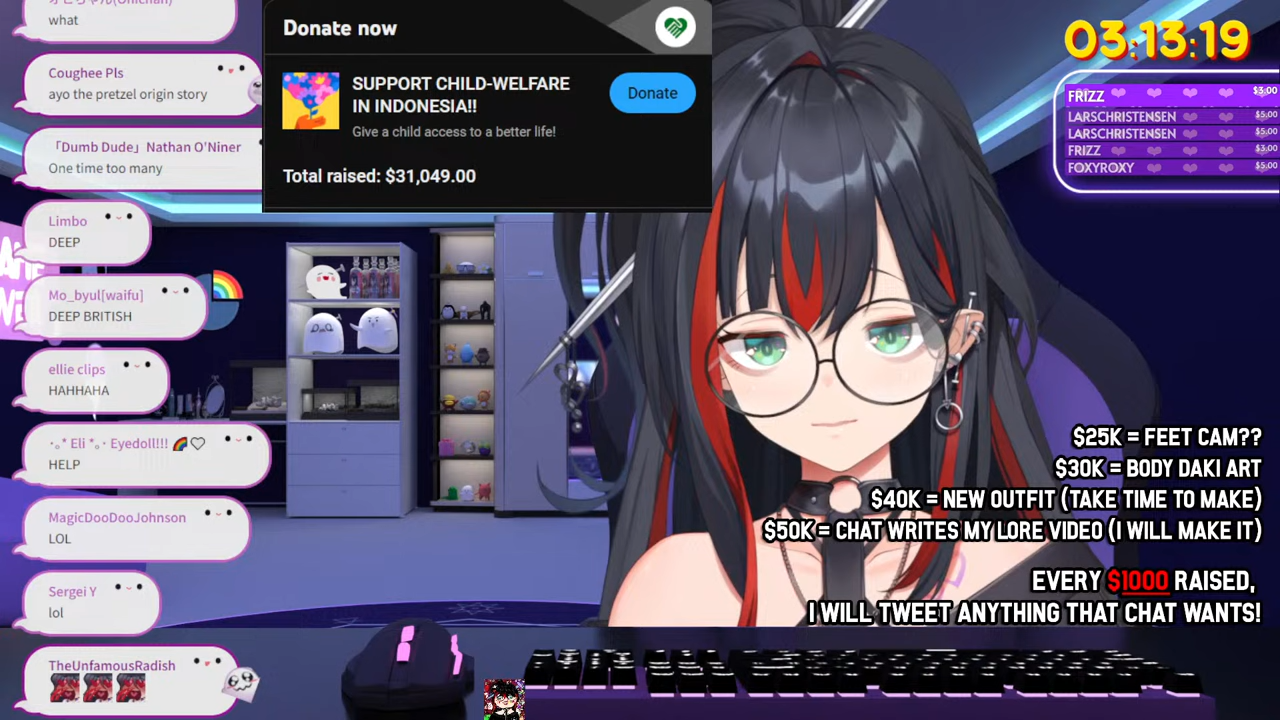 what
Coughee Pls
ayo the pretzel origin story
「Dumb Dude」Nathan O'Niner
One time too many
Limbo
DEEP
Mo_byul[waifu]
DEEP BRITISH
ellie clips
HAHHAHA
･｡* Eli *｡･ Eyedoll!!! 🌈🤍
HELP
MagicDooDooJohnson
LOL
Sergei Y
lol
TheUnfamousRadish
Donate now
SUPPORT CHILD-WELFARE
IN INDONESIA!!
Give a child access to a better life!
Donate
Total raised: $31,049.00
03:13:19
FRIZZ $3.00
LARSCHRISTENSEN $5.00
LARSCHRISTENSEN $5.00
FRIZZ $3.00
FOXYROXY $5.00
$25K = FEET CAM??
$30K = BODY DAKI ART
$40K = NEW OUTFIT (TAKE TIME TO MAKE)
$50K = CHAT WRITES MY LORE VIDEO (I WILL MAKE IT)
EVERY $1000 RAISED,
I WILL TWEET ANYTHING THAT CHAT WANTS!